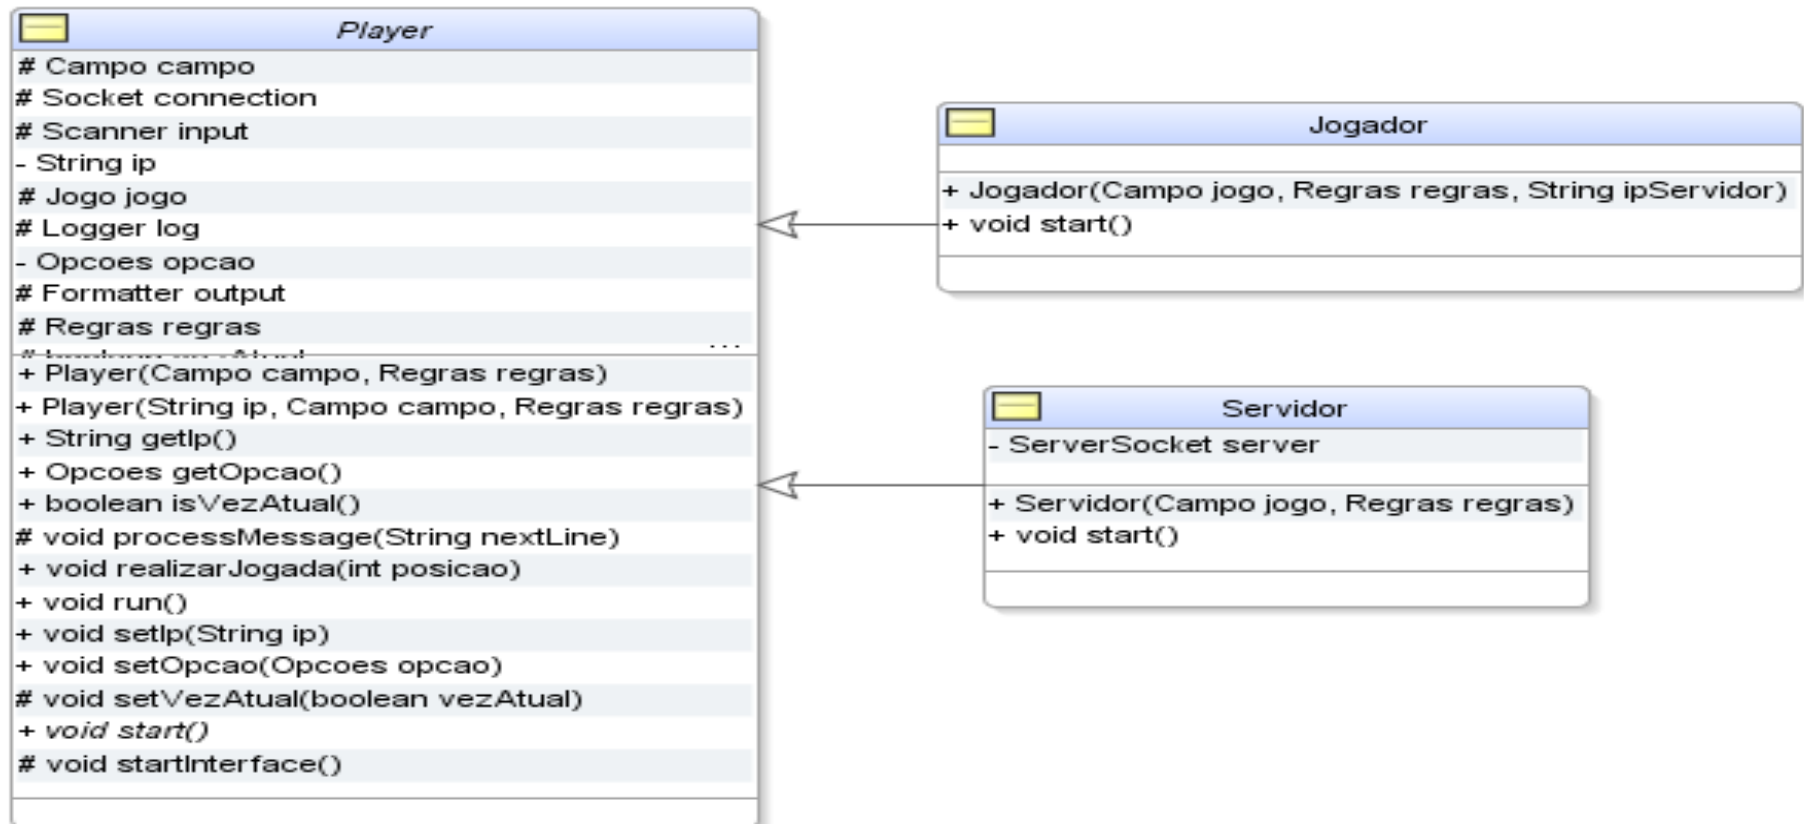 Player
# Campo campo
# Socket connection
# Scanner input
- String ip
# Jogo jogo
# Logger log
- Opcoes opcao
# Formatter output
# Regras regras
...
+ Player(Campo campo, Regras regras)
+ Player(String ip, Campo campo, Regras regras)
+ String getIp()
+ Opcoes getOpcao()
+ boolean isVezAtual()
# void processMessage(String nextLine)
+ void realizarJogada(int posicao)
+ void run()
+ void setIp(String ip)
+ void setOpcao(Opcoes opcao)
# void setVezAtual(boolean vezAtual)
+ void start()
# void startInterface()
Jogador
+ Jogador(Campo jogo, Regras regras, String ipServidor)
+ void start()
Servidor
- ServerSocket server
+ Servidor(Campo jogo, Regras regras)
+ void start()